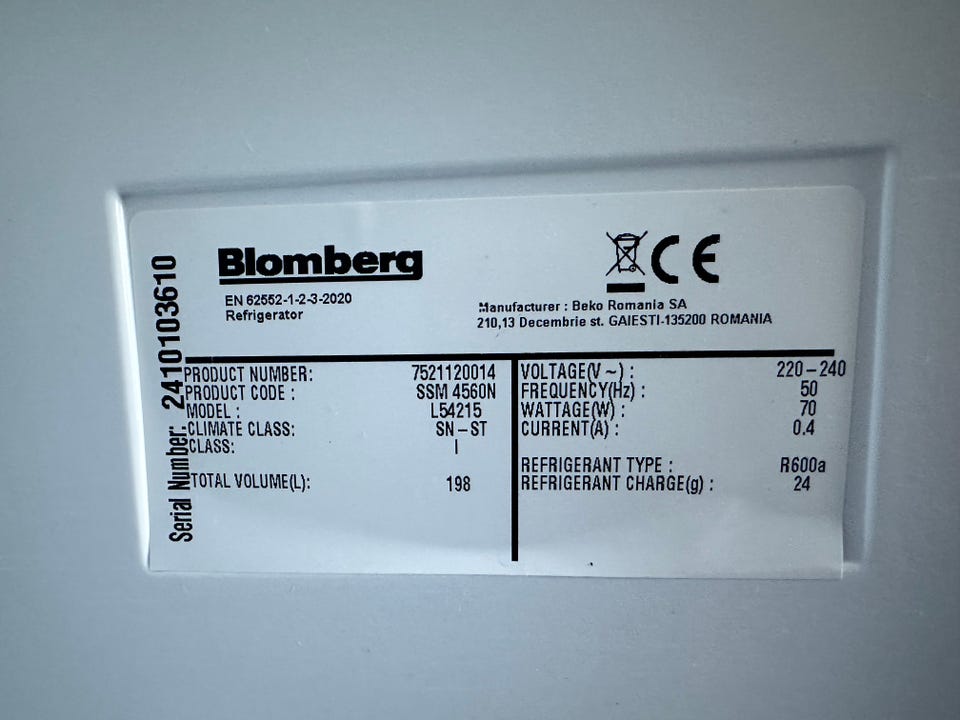 Blomberg
EN 62552-1-2-3-2020
Refrigerator
CE
Manufacturer : Beko Romania SA
210,13 Decembrie st. GAIESTI-135200 ROMANIA
Serial Number: 2410103610
PRODUCT NUMBER: 7521120014
PRODUCT CODE : SSM 4560N
MODEL : L54215
CLIMATE CLASS: SN-ST
CLASS: I
TOTAL VOLUME(L): 198
VOLTAGE(V ~) : 220-240
FREQUENCY(Hz) : 50
WATTAGE(W) : 70
CURRENT(A) : 0.4
REFRIGERANT TYPE : R600a
REFRIGERANT CHARGE(g) : 24